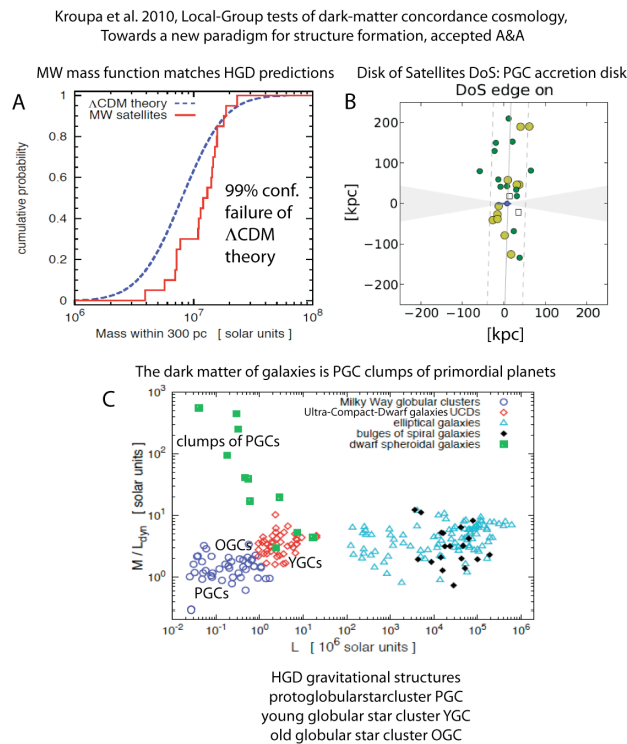 Kroupa et al. 2010, Local-Group tests of dark-matter concordance cosmology,
Towards a new paradigm for structure formation, accepted A&A
MW mass function matches HGD predictions
A
ΛCDM theory
MW satellites
99% conf.
failure of
ΛCDM
theory
cumulative probability
1
0.8
0.6
0.4
0.2
0
10^6
10^7
10^8
Mass within 300 pc [ solar units ]
Disk of Satellites DoS: PGC accretion disk
B
DoS edge on
[kpc]
200
100
0
−100
−200
−200
−60
0
60
200
[kpc]
The dark matter of galaxies is PGC clumps of primordial planets
C
Milky Way globular clusters
Ultra-Compact-Dwarf galaxies UCDs
elliptical galaxies
bulges of spiral galaxies
dwarf spheroidal galaxies
clumps of PGCs
OGCs
YGCs
PGCs
M / L_dyn [ solar units ]
10^3
10^2
10^1
10^0
10^-2
10^-1
10^0
10^1
10^2
10^3
10^4
10^5
10^6
L [ 10^6 solar units ]
HGD gravitational structures
protoglobularstarcluster PGC
young globular star cluster YGC
old globular star cluster OGC